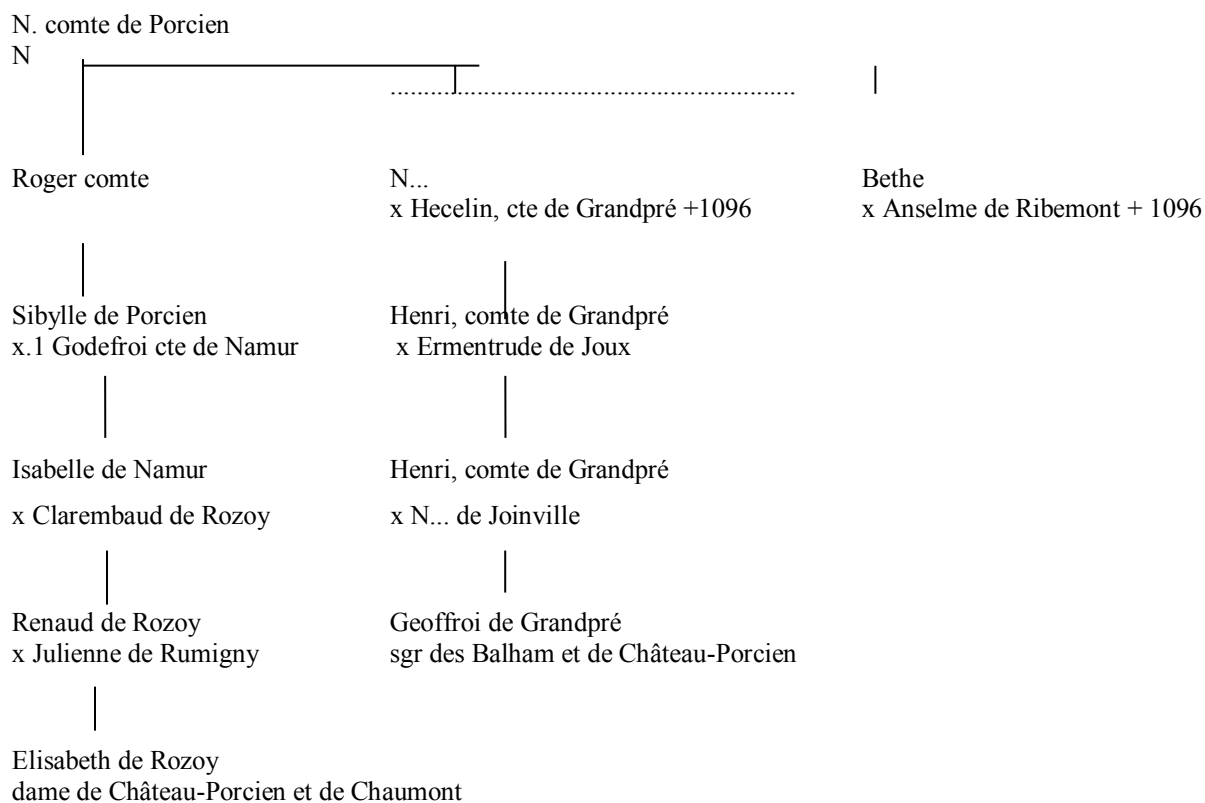 N. comte de Porcien
N
........................................................
Roger comte
N...
Bethe
x Hecelin, cte de Grandpré +1096
x Anselme de Ribemont + 1096
Sibylle de Porcien
Henri, comte de Grandpré
x.1 Godefroi cte de Namur
x Ermentrude de Joux
Isabelle de Namur
Henri, comte de Grandpré
x Clarembaud de Rozoy
x N... de Joinville
Renaud de Rozoy
Geoffroi de Grandpré
x Julienne de Rumigny
sgr des Balham et de Château-Porcien
Elisabeth de Rozoy
dame de Château-Porcien et de Chaumont